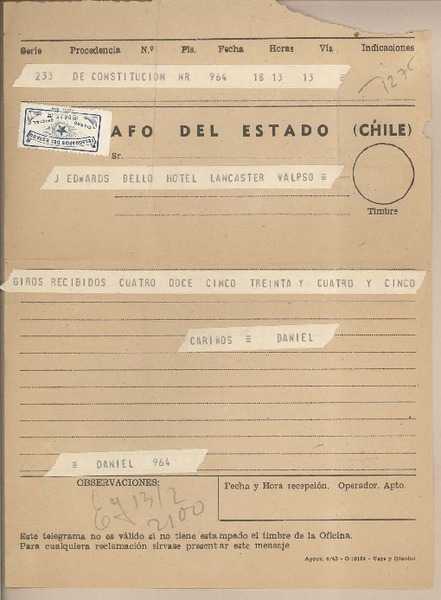 Serie Procedencia N.º Pls. Fecha Horas Vía Indicaciones
233 DE CONSTITUCION NR 964 18 13 13 =
AFO DEL ESTADO (CHILE)
Sr.
J EDWARDS BELLO HOTEL LANCASTER VALPSO =
Timbre
GIROS RECIBIDOS CUATRO DOCE CINCO TREINTA Y CUATRO Y CINCO
CARIÑOS = DANIEL
= DANIEL 964
OBSERVACIONES:
13/2
2100
Fecha y Hora recepción. Operador. Apto.
Este telegrama no es válido si no tiene estampado el timbre de la Oficina.
Para cualquiera reclamación sírvase presentar este mensaje.